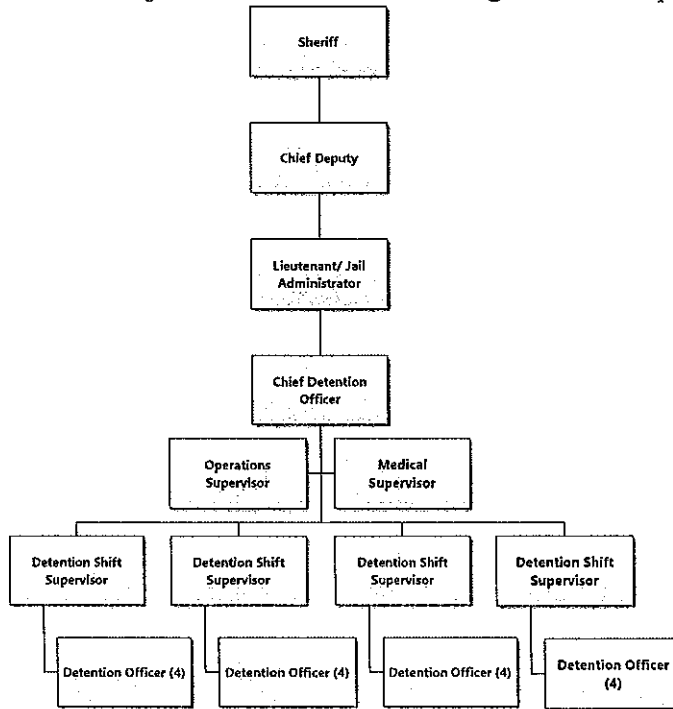 Sheriff
Chief Deputy
Lieutenant/ Jail
Administrator
Chief Detention
Officer
Operations
Supervisor
Medical
Supervisor
Detention Shift
Supervisor
Detention Shift
Supervisor
Detention Shift
Supervisor
Detention Shift
Supervisor
Detention Officer (4)
Detention Officer (4)
Detention Officer (4)
Detention Officer
(4)